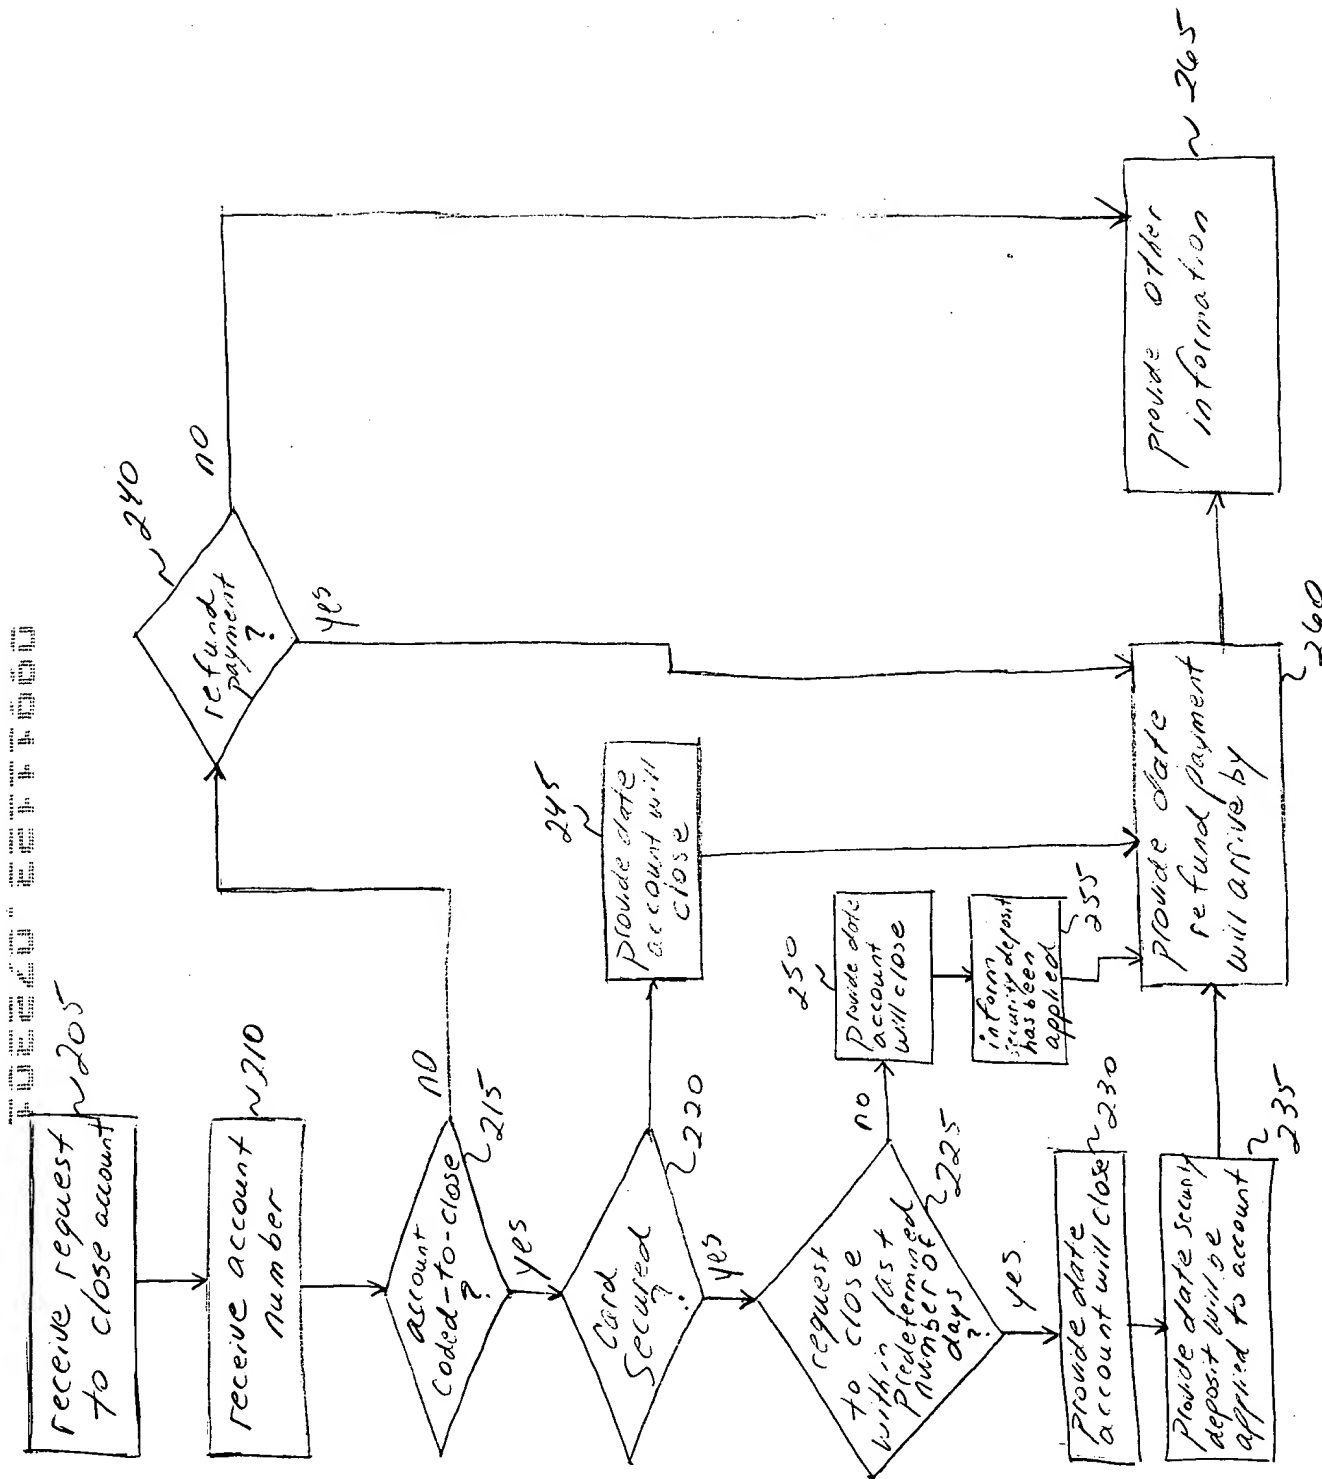 receive request
to close account
205
receive account
number
210
account
coded-to-close
?
215
no
yes
Card
Secured
?
220
yes
request
to close
within last
predetermined
number of
days
?
225
no
yes
provide date
account will close
230
Provide date security
deposit will be
applied to account
235
refund
payment
?
240
no
yes
Provide date
account will
close
245
Provide date
account
will close
250
inform
security deposit
has been
applied
255
provide date
refund payment
will arrive by
260
provide other
information
265